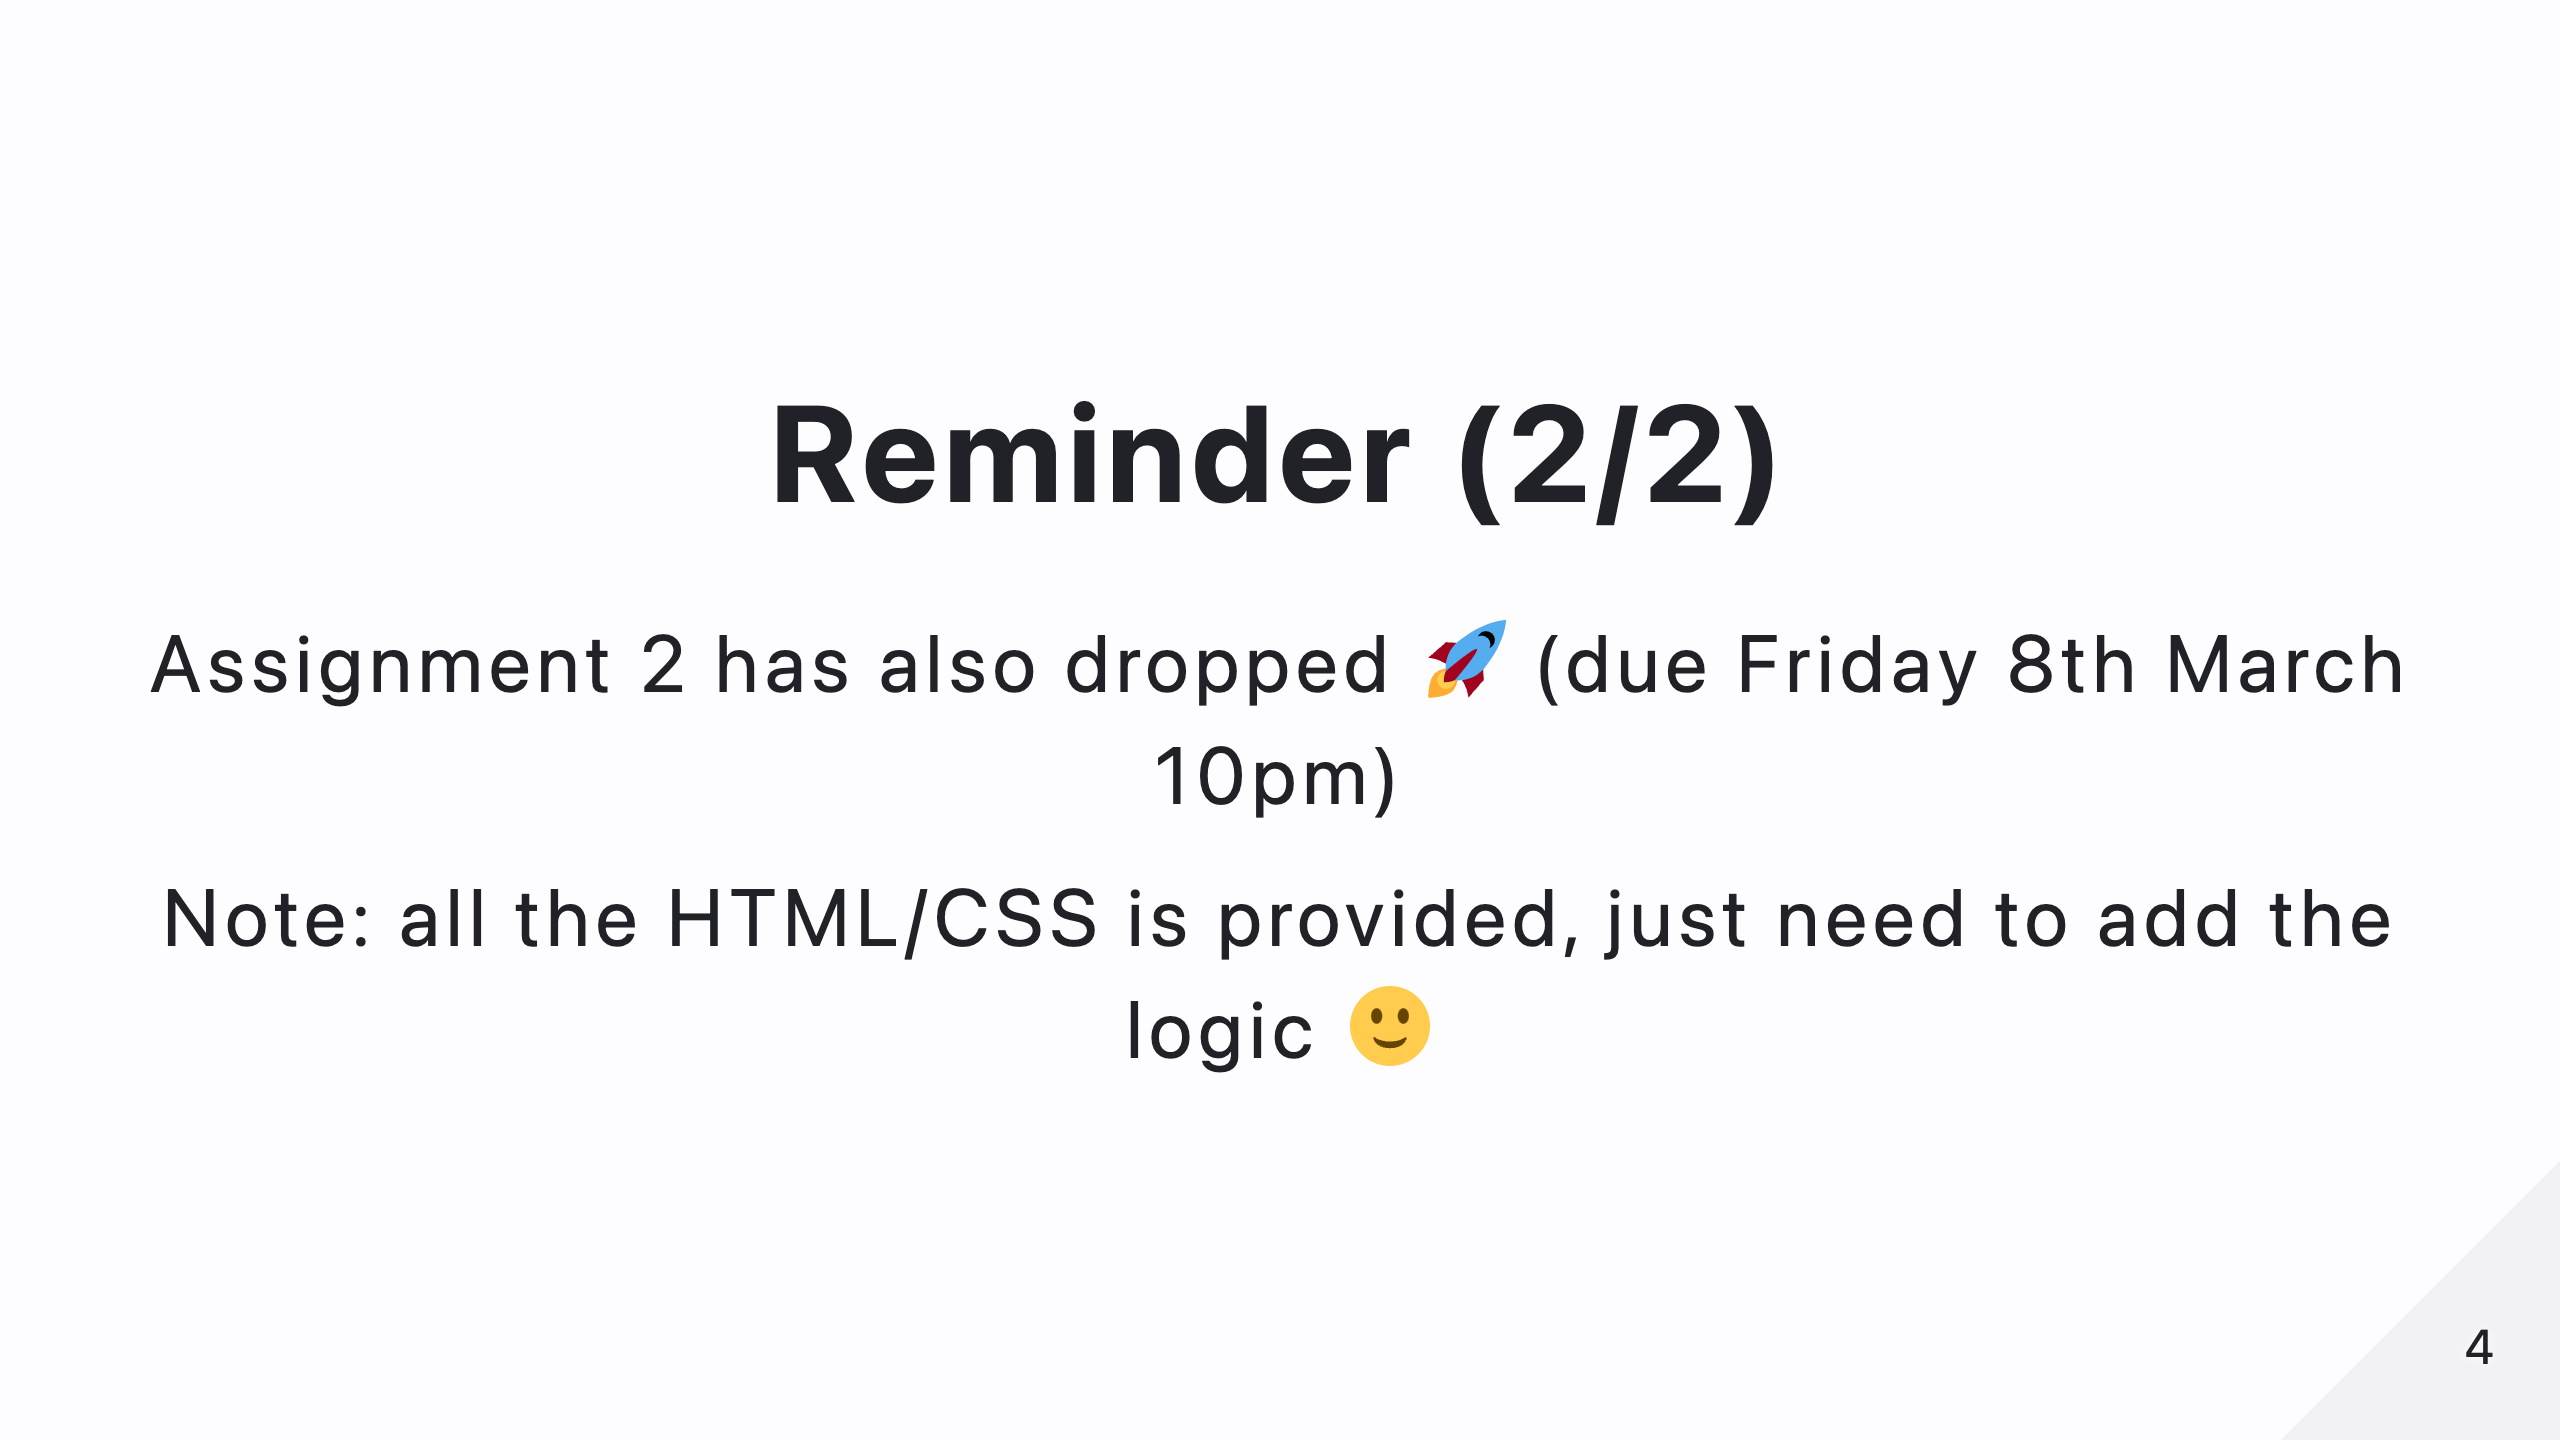 Reminder (2/2)
Assignment 2 has also dropped 🚀 (due Friday 8th March
10pm)
Note: all the HTML/CSS is provided, just need to add the
logic 🙂
4